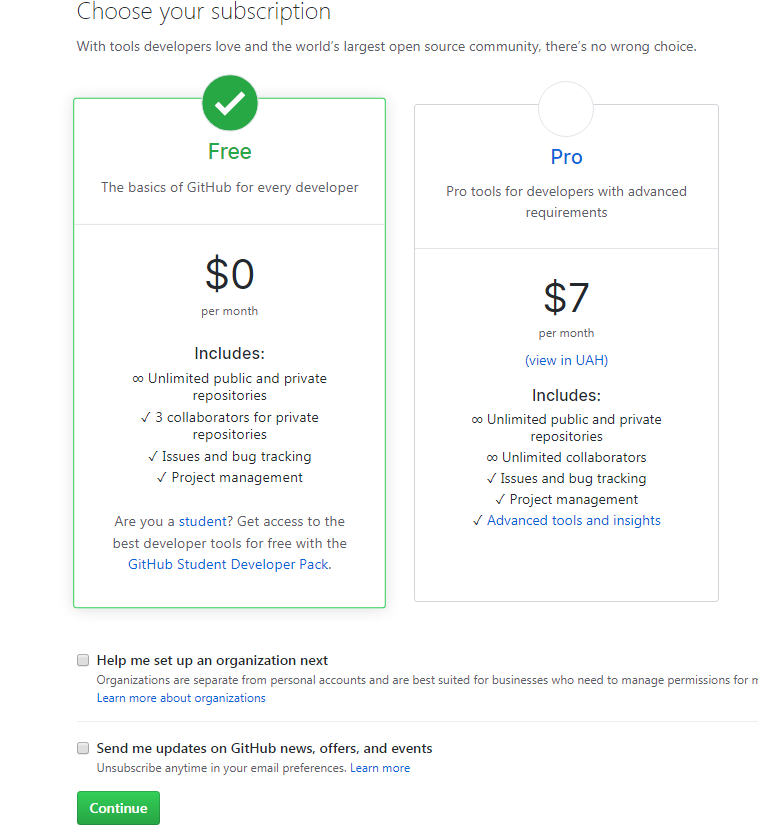 Choose your subscription
With tools developers love and the world’s largest open source community, there’s no wrong choice.
Free
The basics of GitHub for every developer
$0
per month
Includes:
∞ Unlimited public and private
repositories
✓ 3 collaborators for private
repositories
✓ Issues and bug tracking
✓ Project management
Are you a student? Get access to the
best developer tools for free with the
GitHub Student Developer Pack.
Pro
Pro tools for developers with advanced
requirements
$7
per month
(view in UAH)
Includes:
∞ Unlimited public and private
repositories
∞ Unlimited collaborators
✓ Issues and bug tracking
✓ Project management
✓ Advanced tools and insights
Help me set up an organization next
Organizations are separate from personal accounts and are best suited for businesses who need to manage permissions for
Learn more about organizations
Send me updates on GitHub news, offers, and events
Unsubscribe anytime in your email preferences. Learn more
Continue